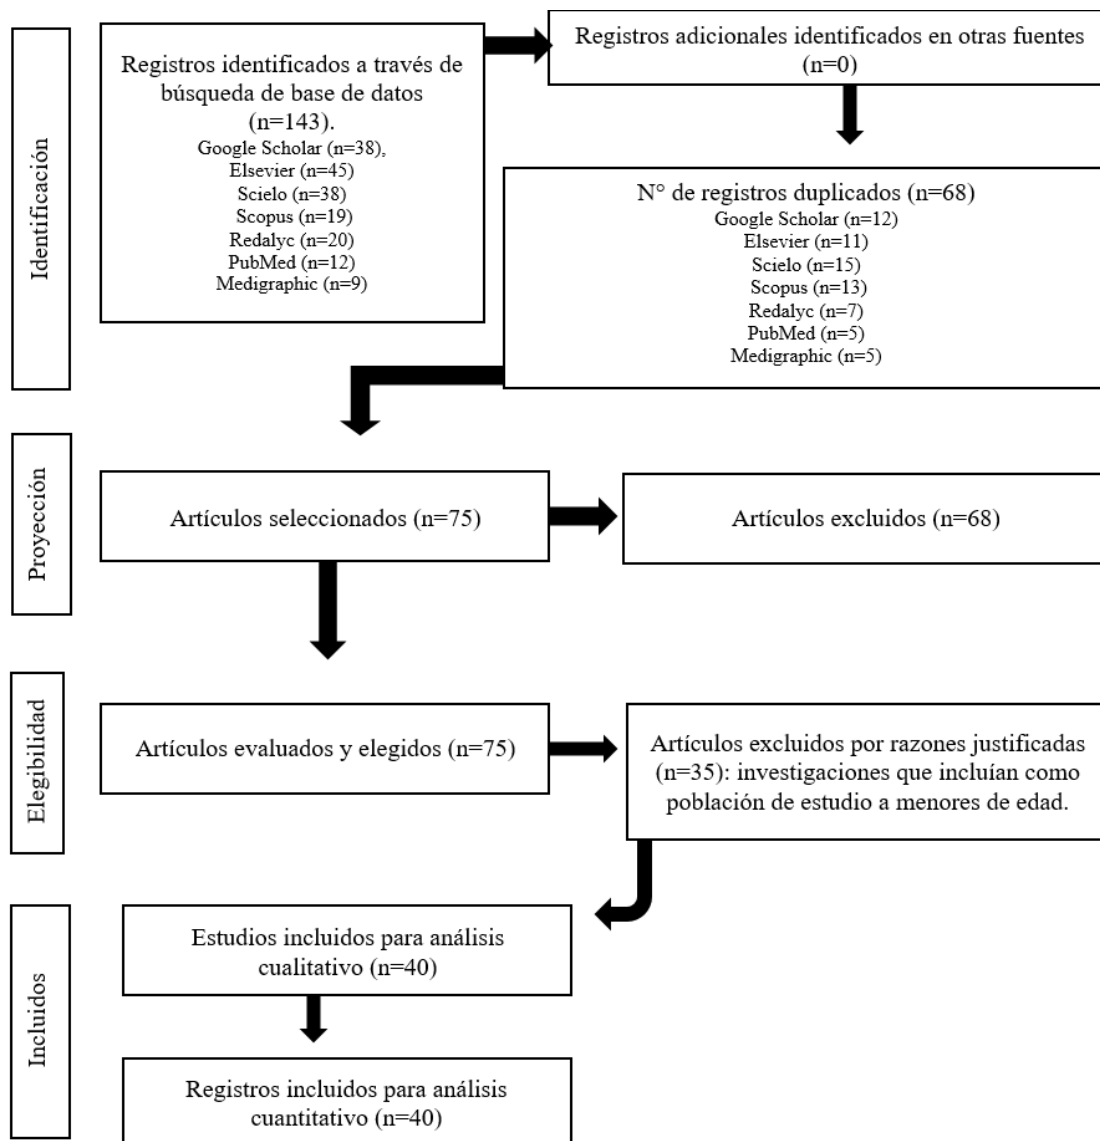 Identificación
Registros identificados a través de
búsqueda de base de datos
(n=143).
Google Scholar (n=38),
Elsevier (n=45)
Scielo (n=38)
Scopus (n=19)
Redalyc (n=20)
PubMed (n=12)
Medigraphic (n=9)
Registros adicionales identificados en otras fuentes
(n=0)
N° de registros duplicados (n=68)
Google Scholar (n=12)
Elsevier (n=11)
Scielo (n=15)
Scopus (n=13)
Redalyc (n=7)
PubMed (n=5)
Medigraphic (n=5)
Proyección
Artículos seleccionados (n=75)
Artículos excluidos (n=68)
Elegibilidad
Artículos evaluados y elegidos (n=75)
Artículos excluidos por razones justificadas
(n=35): investigaciones que incluían como
población de estudio a menores de edad.
Incluidos
Estudios incluidos para análisis
cualitativo (n=40)
Registros incluidos para análisis
cuantitativo (n=40)